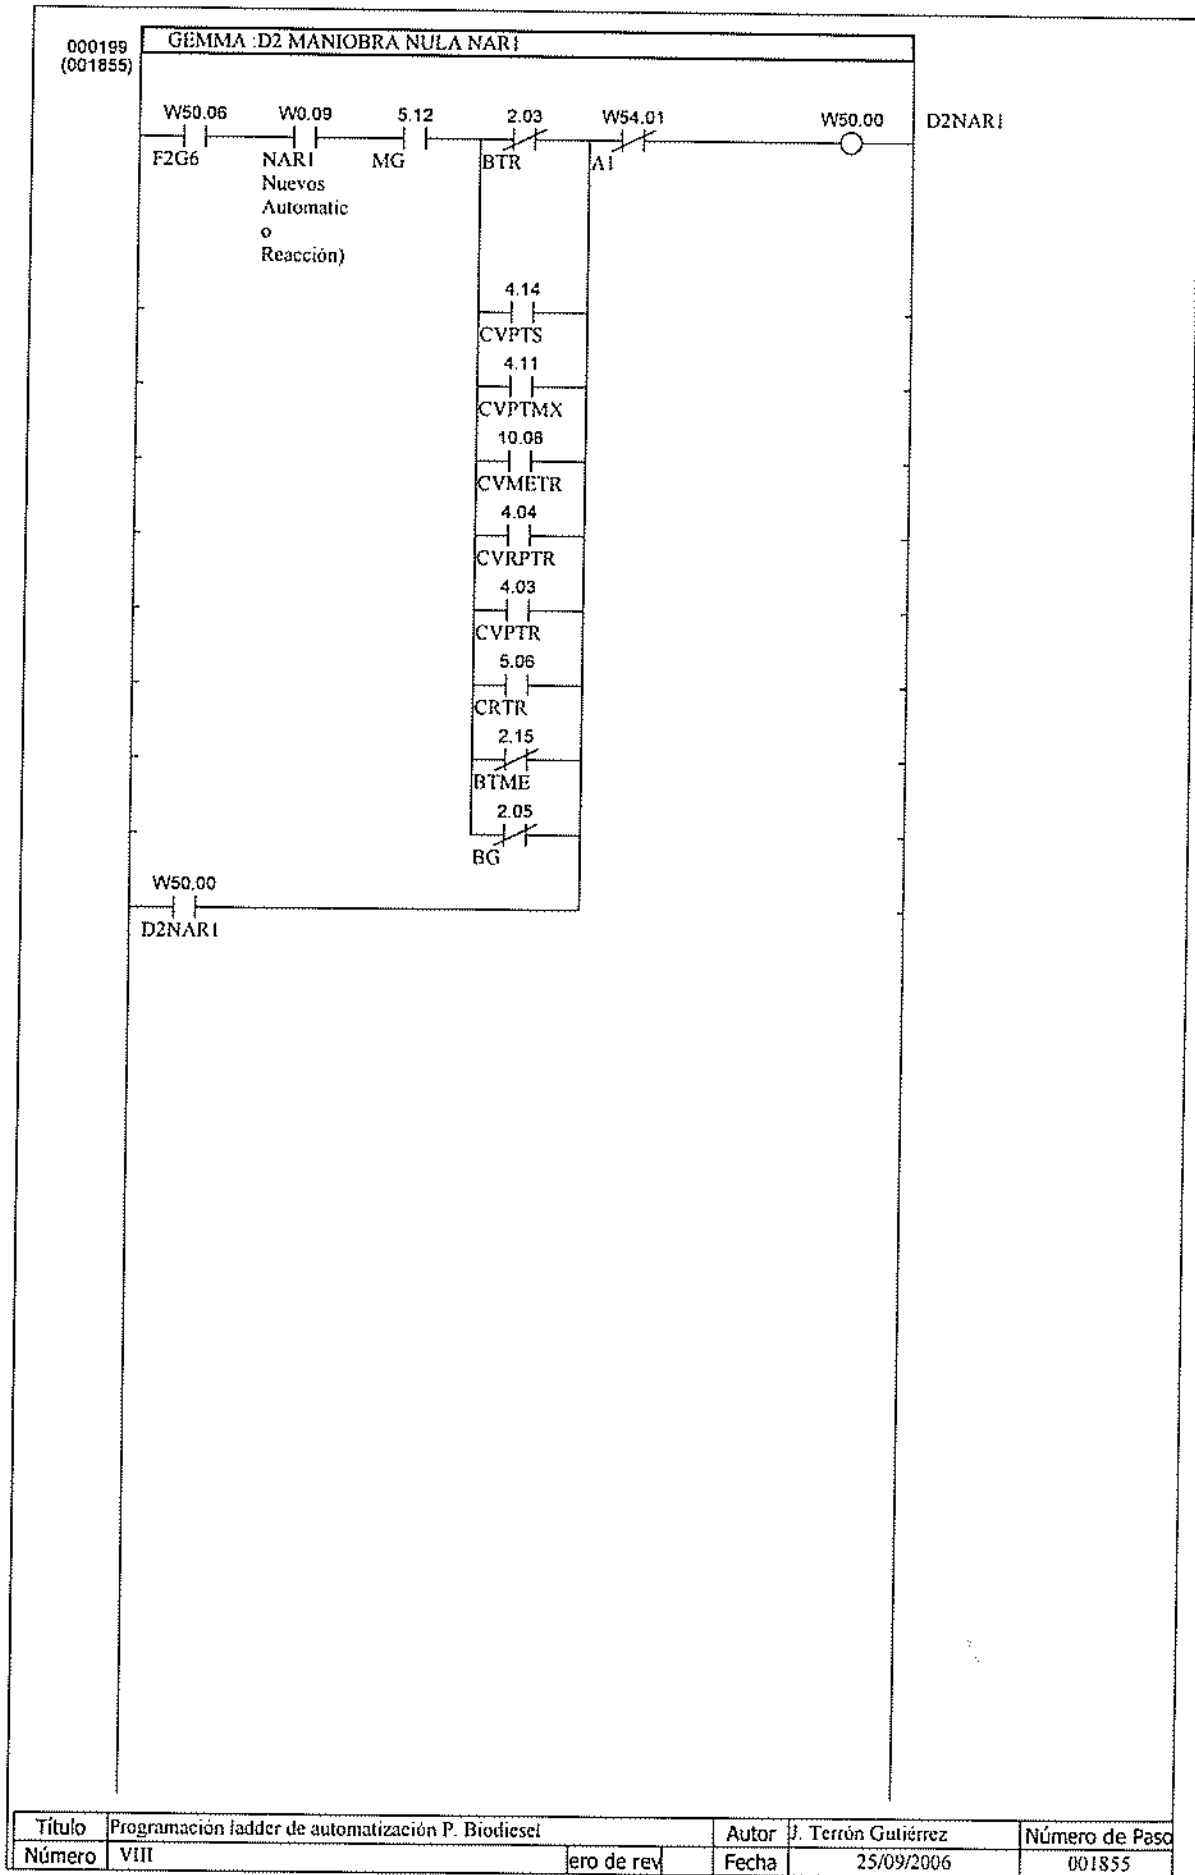 000199
(001855)
GEMMA :D2 MANIOBRA NULA NAR1
W50.06 W0.09 5.12 2.03 W54.01 W50.00 D2NAR1
F2G6 NAR1 MG BTR A1
Nuevos
Automatic
o
Reacción)
4.14
CVPTS
4.11
CVPTMX
10.08
CVMETR
4.04
CVRPTR
4.03
CVPTR
5.06
CRTR
2.15
BTME
2.05
BG
W50.00
D2NAR1
Título Programación ladder de automatización P. Biodiesel Autor J. Terrón Gutiérrez Número de Paso
Número VIII ero de rev Fecha 25/09/2006 001855